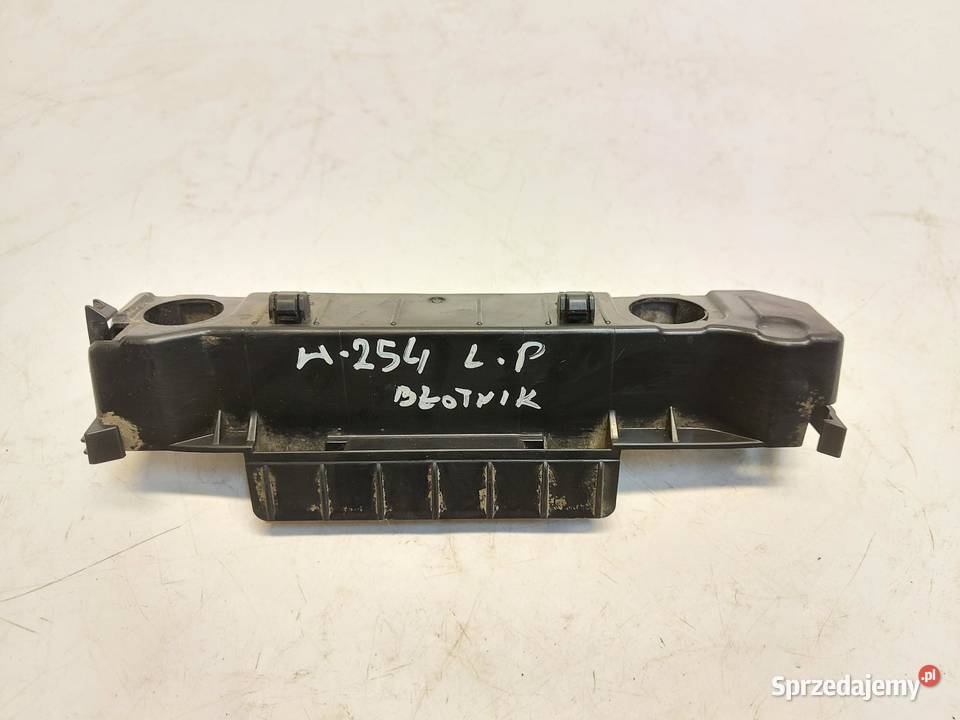 W.254 L.P
BŁOTNIK
Sprzedajemy.pl